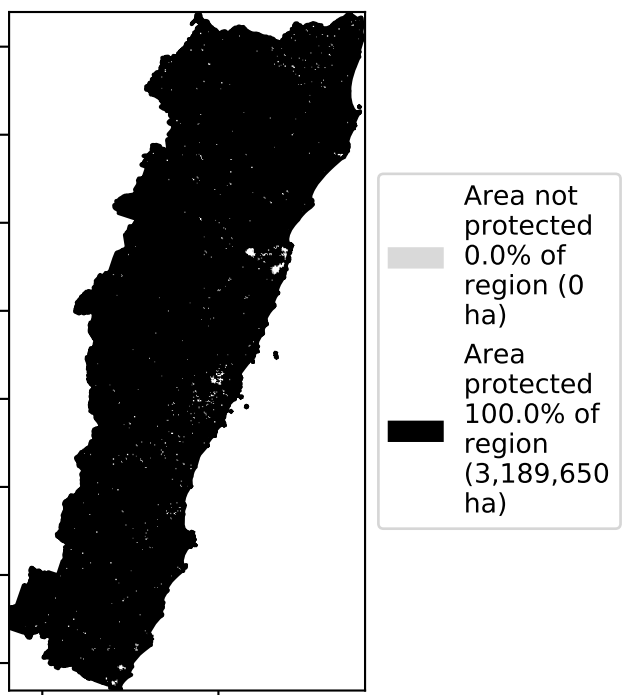 Area not
protected
0.0% of
region (0
ha)
Area
protected
100.0% of
region
(3,189,650
ha)